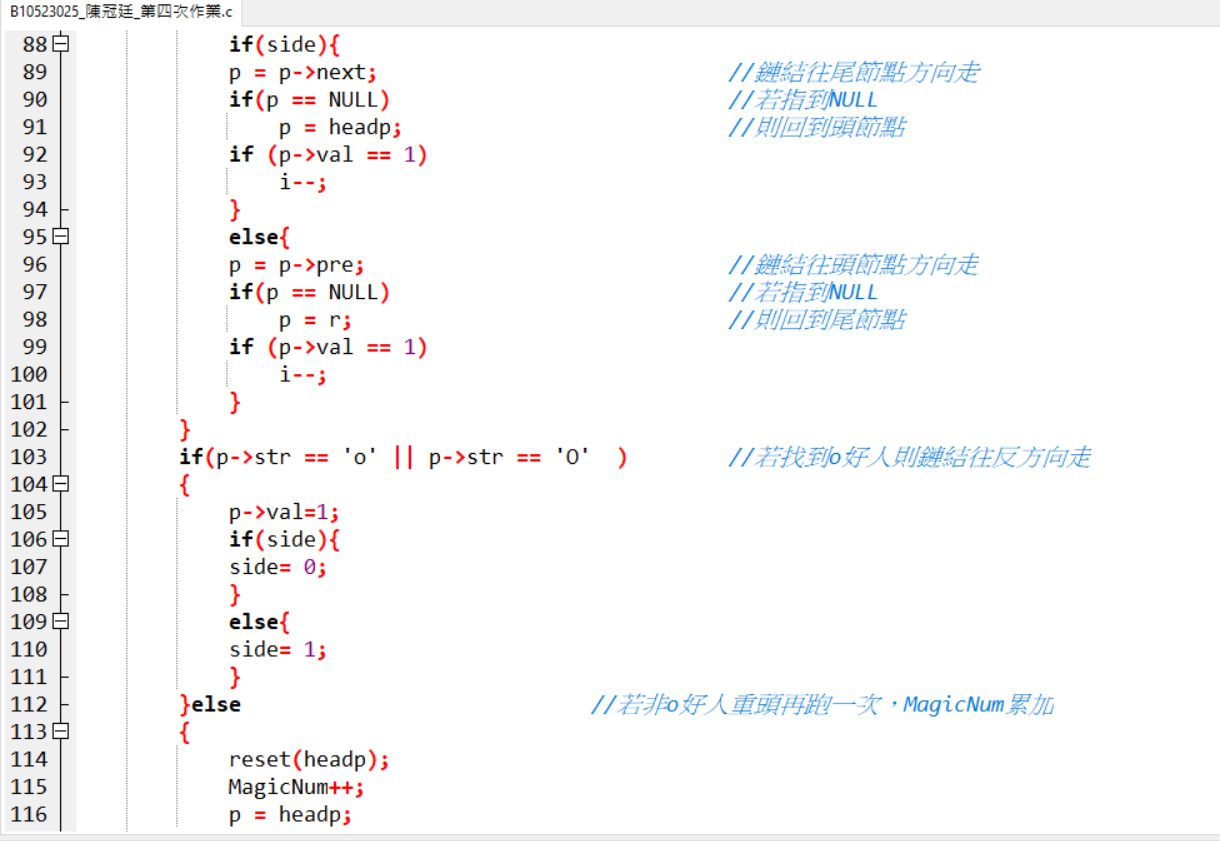 B10523025_陳冠廷_第四次作業.c
88 if(side){
89 p = p->next; //鏈結往尾節點方向走
90 if(p == NULL) //若指到NULL
91 p = headp; //則回到頭節點
92 if (p->val == 1)
93 i--;
94 }
95 else{
96 p = p->pre; //鏈結往頭節點方向走
97 if(p == NULL) //若指到NULL
98 p = r; //則回到尾節點
99 if (p->val == 1)
100 i--;
101 }
102 }
103 if(p->str == 'o' || p->str == 'O' ) //若找到o好人則鏈結往反方向走
104 {
105 p->val=1;
106 if(side){
107 side= 0;
108 }
109 else{
110 side= 1;
111 }
112 }else //若非o好人重頭再跑一次，MagicNum累加
113 {
114 reset(headp);
115 MagicNum++;
116 p = headp;